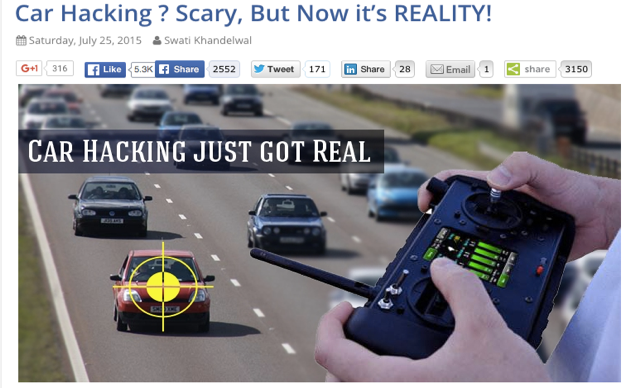 Car Hacking ? Scary, But Now it's REALITY!
Saturday, July 25, 2015 Swati Khandelwal
G+1 316 Like 5.3K Share 2552 Tweet 171 Share 28 Email 1 share 3150
CAR HACKING JUST GOT REAL